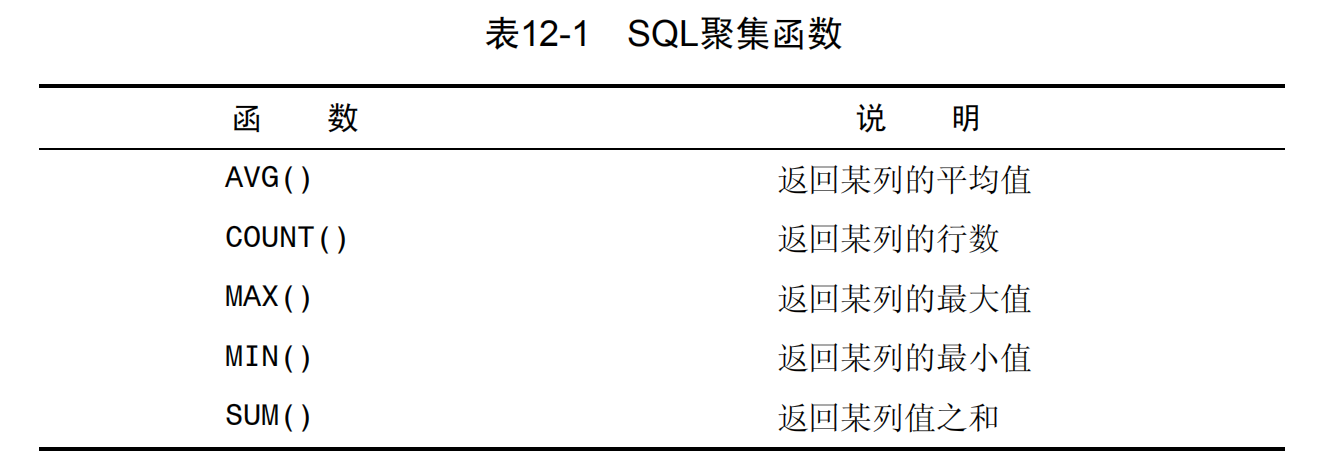 表12-1 SQL聚集函数
函 数 说 明
AVG() 返回某列的平均值
COUNT() 返回某列的行数
MAX() 返回某列的最大值
MIN() 返回某列的最小值
SUM() 返回某列值之和